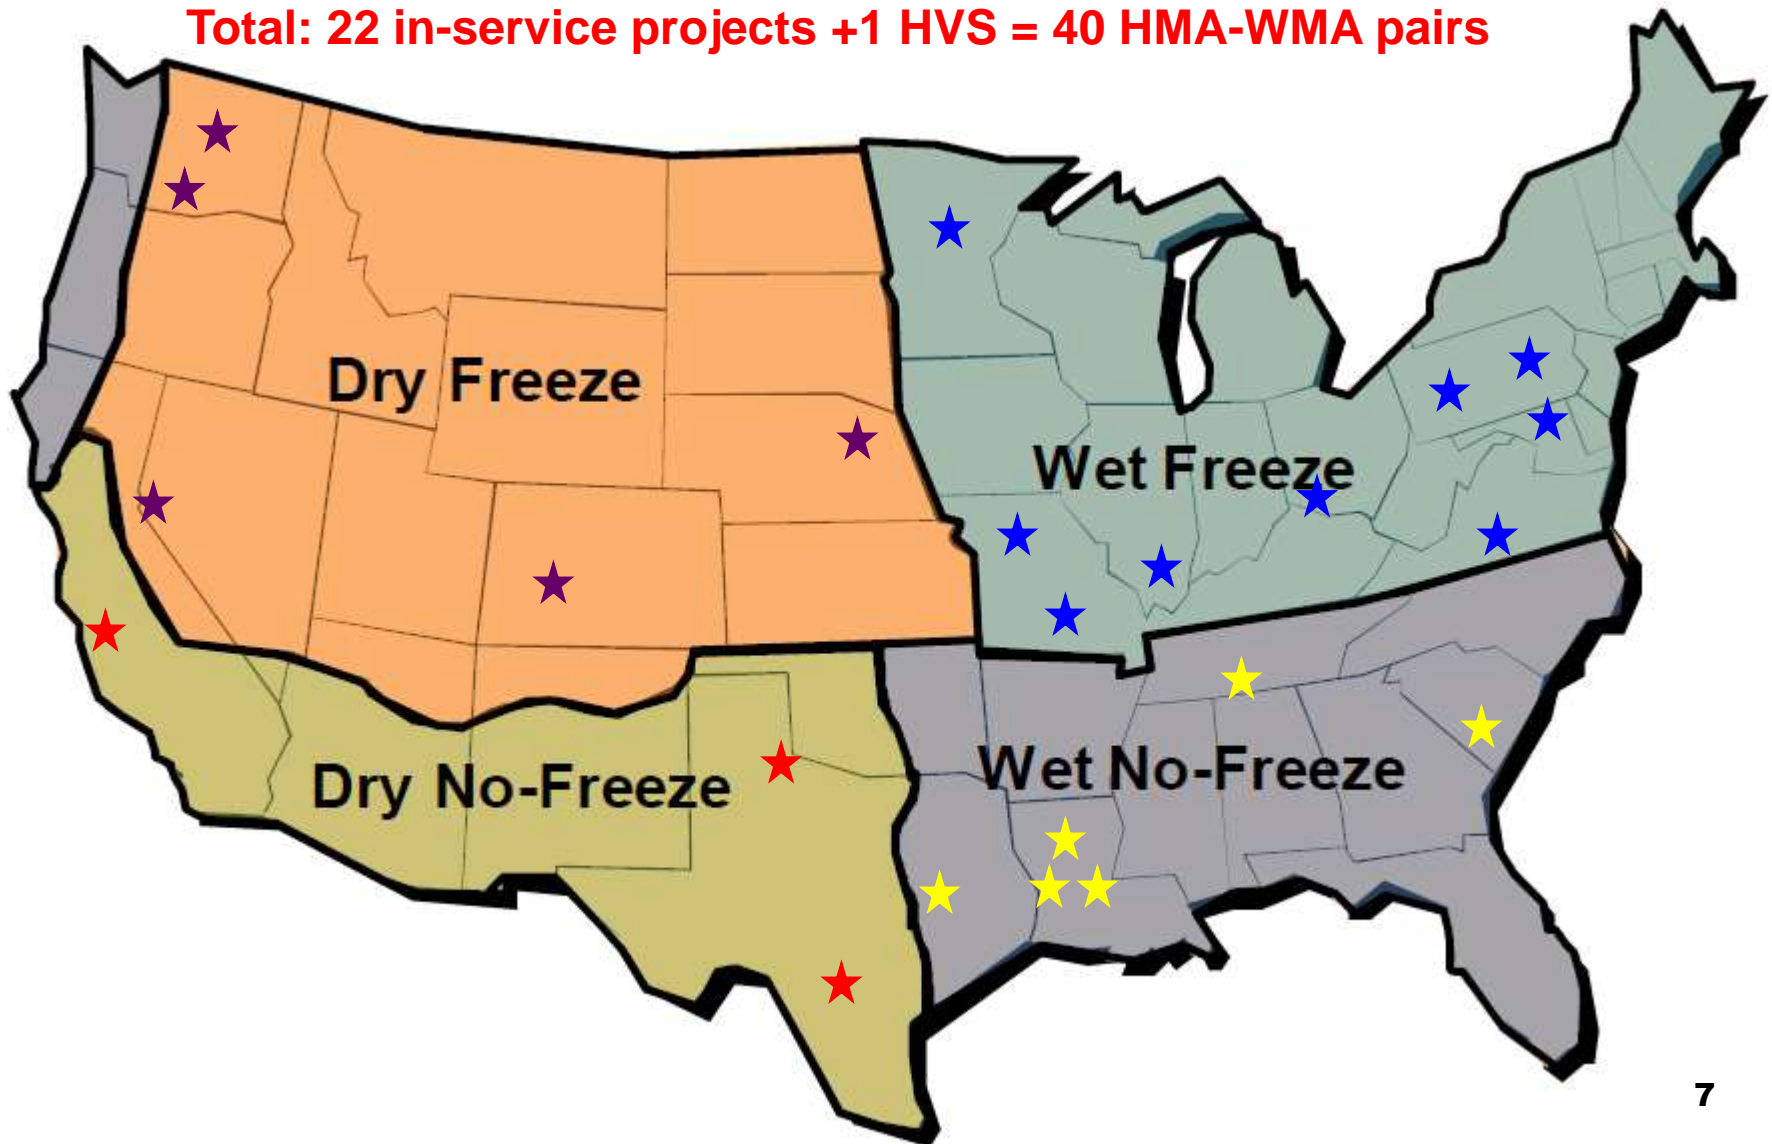 Total: 22 in-service projects +1 HVS = 40 HMA-WMA pairs
Dry Freeze
Wet Freeze
Dry No-Freeze
Wet No-Freeze
7